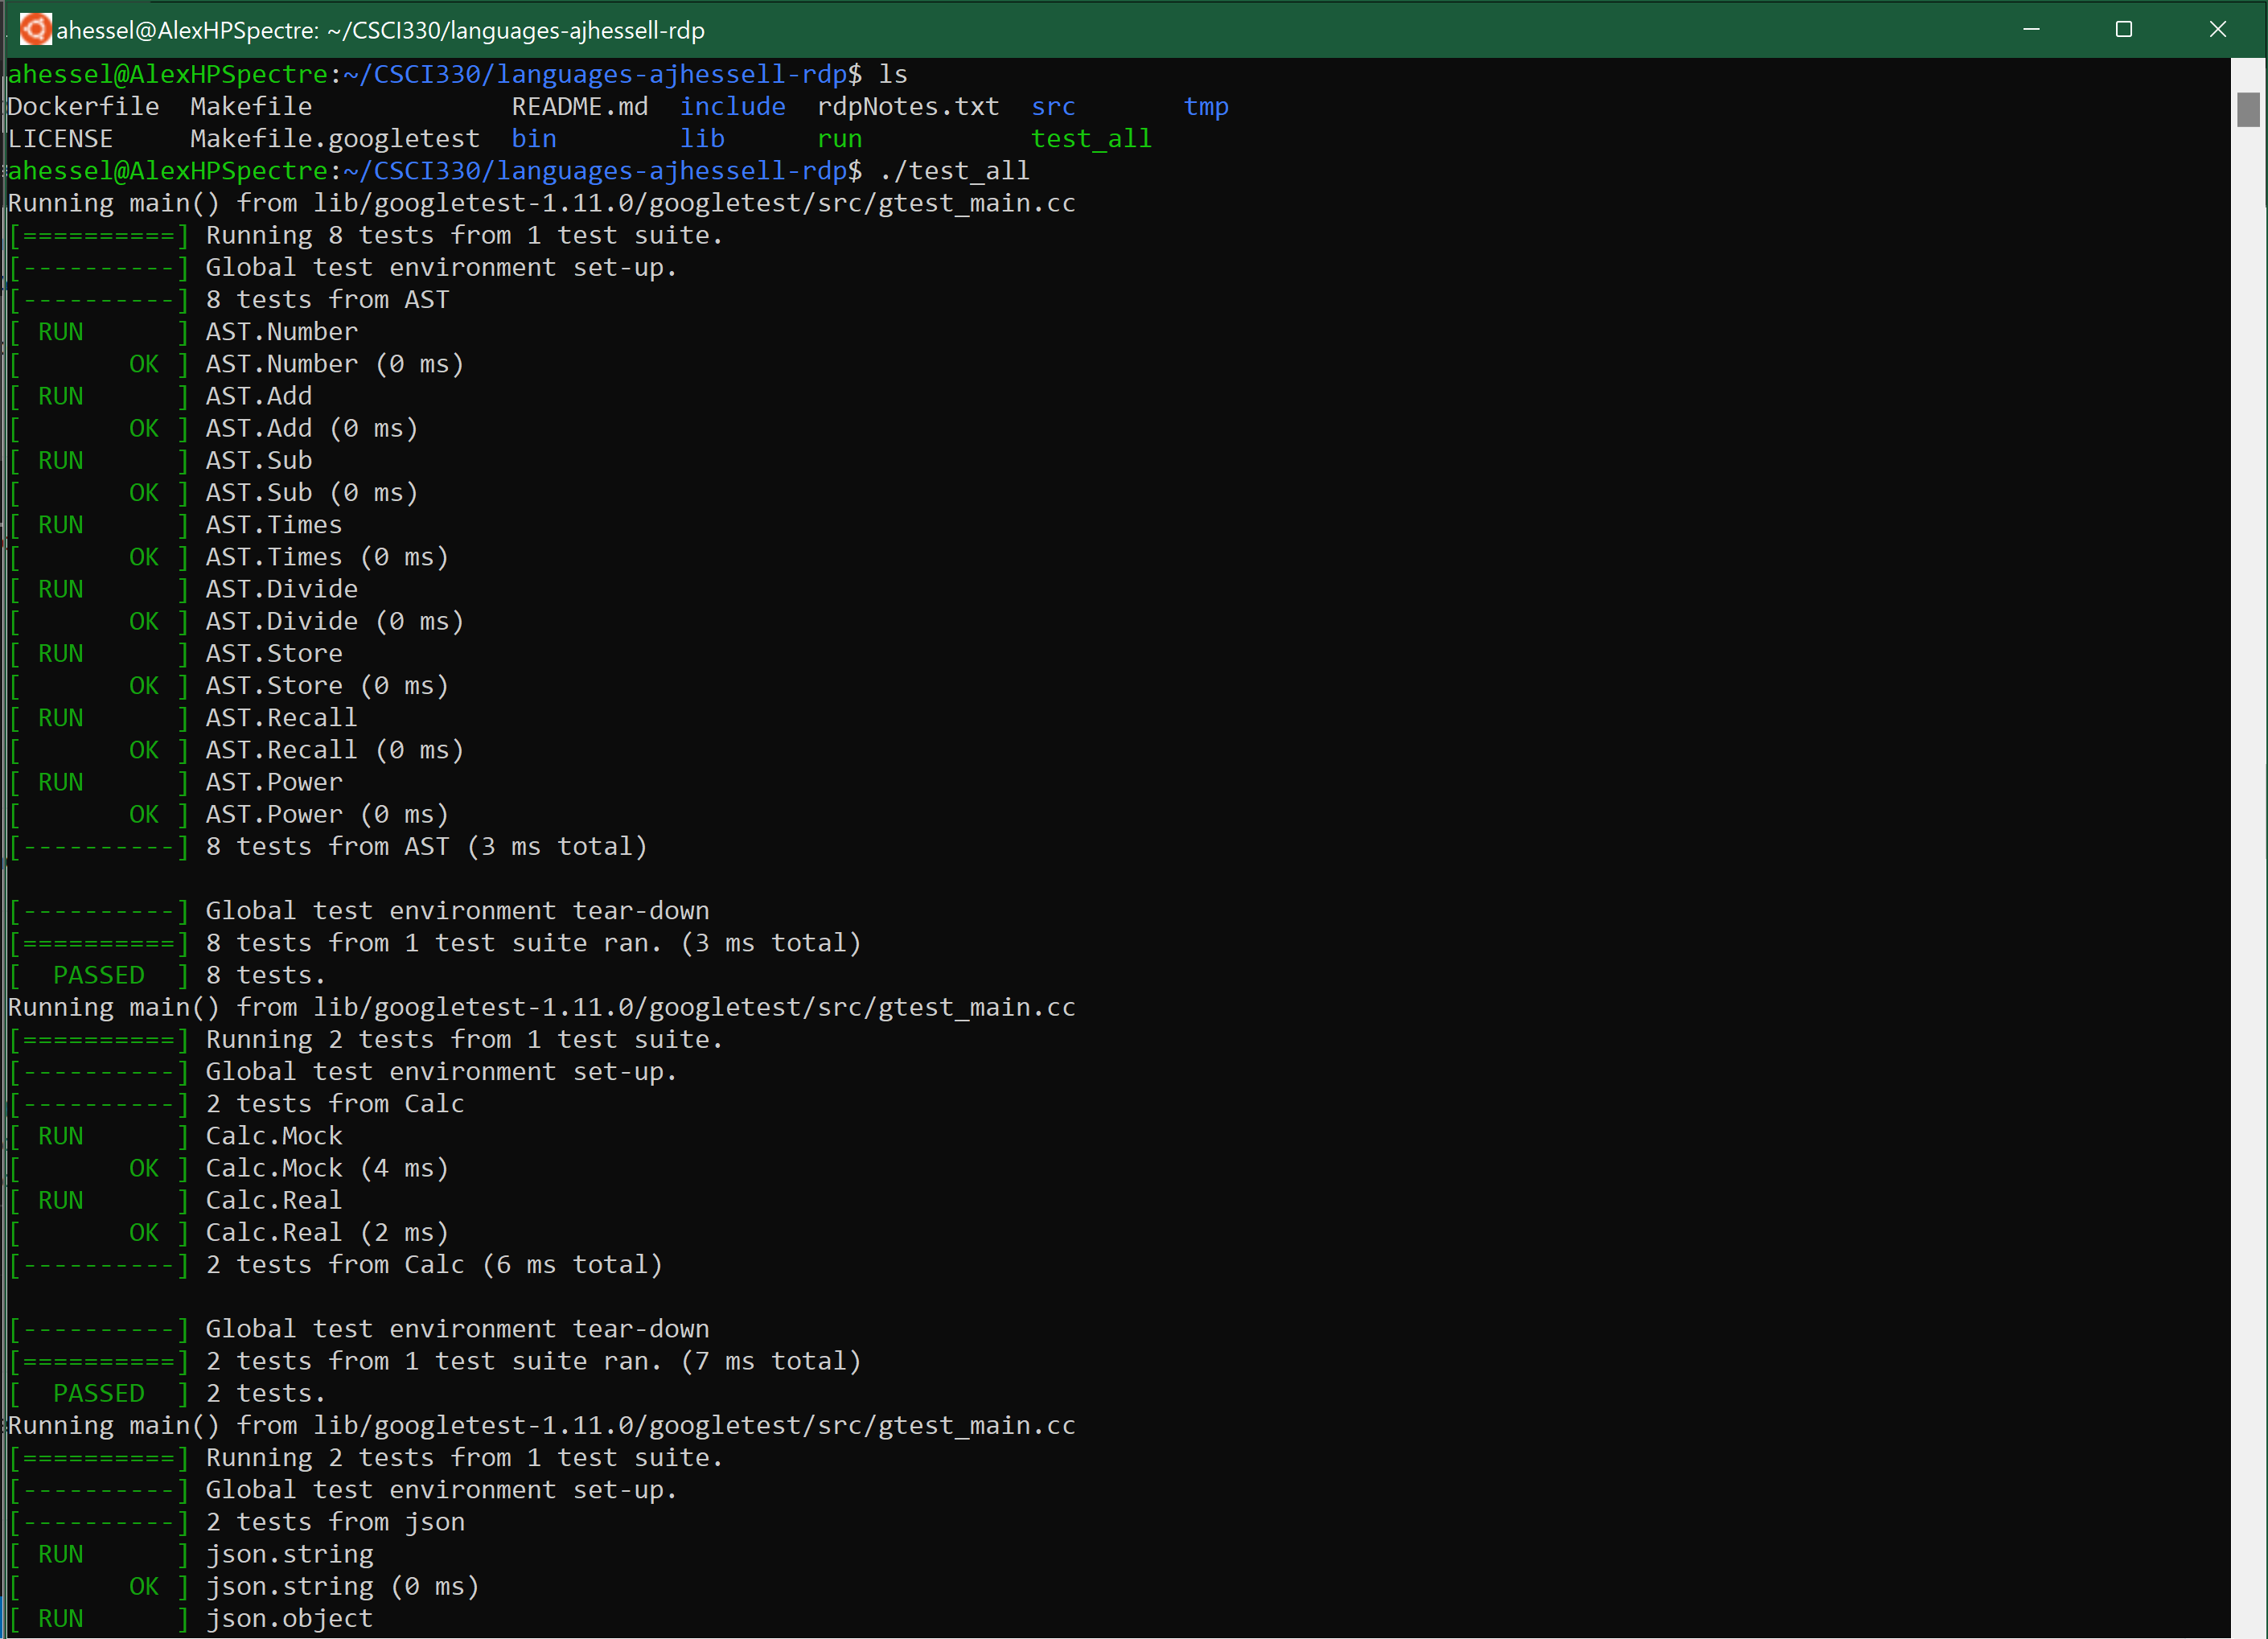 ahessel@AlexHPSpectre: ~/CSCI330/languages-ajhessell-rdp
ahessel@AlexHPSpectre:~/CSCI330/languages-ajhessell-rdp$ ls
Dockerfile  Makefile             README.md  include  rdpNotes.txt  src       tmp
LICENSE     Makefile.googletest  bin        lib      run           test_all
ahessel@AlexHPSpectre:~/CSCI330/languages-ajhessell-rdp$ ./test_all
Running main() from lib/googletest-1.11.0/googletest/src/gtest_main.cc
[==========] Running 8 tests from 1 test suite.
[----------] Global test environment set-up.
[----------] 8 tests from AST
[ RUN      ] AST.Number
[       OK ] AST.Number (0 ms)
[ RUN      ] AST.Add
[       OK ] AST.Add (0 ms)
[ RUN      ] AST.Sub
[       OK ] AST.Sub (0 ms)
[ RUN      ] AST.Times
[       OK ] AST.Times (0 ms)
[ RUN      ] AST.Divide
[       OK ] AST.Divide (0 ms)
[ RUN      ] AST.Store
[       OK ] AST.Store (0 ms)
[ RUN      ] AST.Recall
[       OK ] AST.Recall (0 ms)
[ RUN      ] AST.Power
[       OK ] AST.Power (0 ms)
[----------] 8 tests from AST (3 ms total)

[----------] Global test environment tear-down
[==========] 8 tests from 1 test suite ran. (3 ms total)
[  PASSED  ] 8 tests.
Running main() from lib/googletest-1.11.0/googletest/src/gtest_main.cc
[==========] Running 2 tests from 1 test suite.
[----------] Global test environment set-up.
[----------] 2 tests from Calc
[ RUN      ] Calc.Mock
[       OK ] Calc.Mock (4 ms)
[ RUN      ] Calc.Real
[       OK ] Calc.Real (2 ms)
[----------] 2 tests from Calc (6 ms total)

[----------] Global test environment tear-down
[==========] 2 tests from 1 test suite ran. (7 ms total)
[  PASSED  ] 2 tests.
Running main() from lib/googletest-1.11.0/googletest/src/gtest_main.cc
[==========] Running 2 tests from 1 test suite.
[----------] Global test environment set-up.
[----------] 2 tests from json
[ RUN      ] json.string
[       OK ] json.string (0 ms)
[ RUN      ] json.object